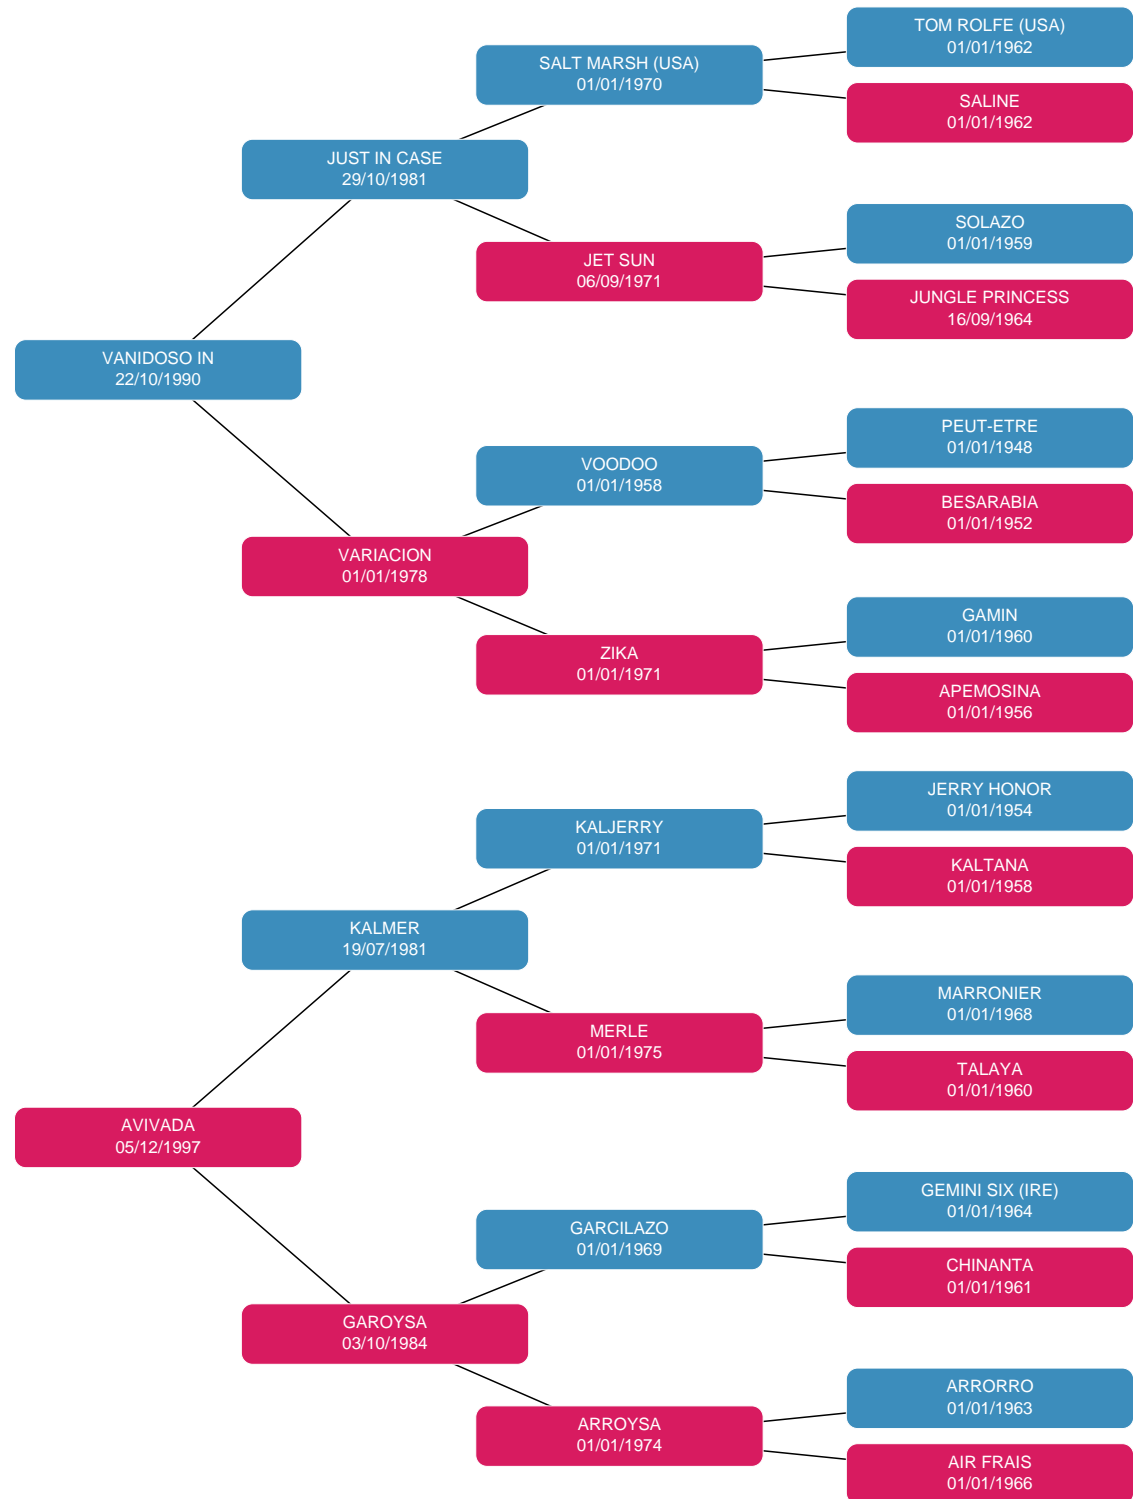 TOM ROLFE (USA)
01/01/1962
SALT MARSH (USA)
01/01/1970
SALINE
01/01/1962
JUST IN CASE
29/10/1981
SOLAZO
01/01/1959
JET SUN
06/09/1971
JUNGLE PRINCESS
16/09/1964
VANIDOSO IN
22/10/1990
PEUT-ETRE
01/01/1948
VOODOO
01/01/1958
BESARABIA
01/01/1952
VARIACION
01/01/1978
GAMIN
01/01/1960
ZIKA
01/01/1971
APEMOSINA
01/01/1956
JERRY HONOR
01/01/1954
KALJERRY
01/01/1971
KALTANA
01/01/1958
KALMER
19/07/1981
MARRONIER
01/01/1968
MERLE
01/01/1975
TALAYA
01/01/1960
AVIVADA
05/12/1997
GEMINI SIX (IRE)
01/01/1964
GARCILAZO
01/01/1969
CHINANTA
01/01/1961
GAROYSA
03/10/1984
ARRORRO
01/01/1963
ARROYSA
01/01/1974
AIR FRAIS
01/01/1966